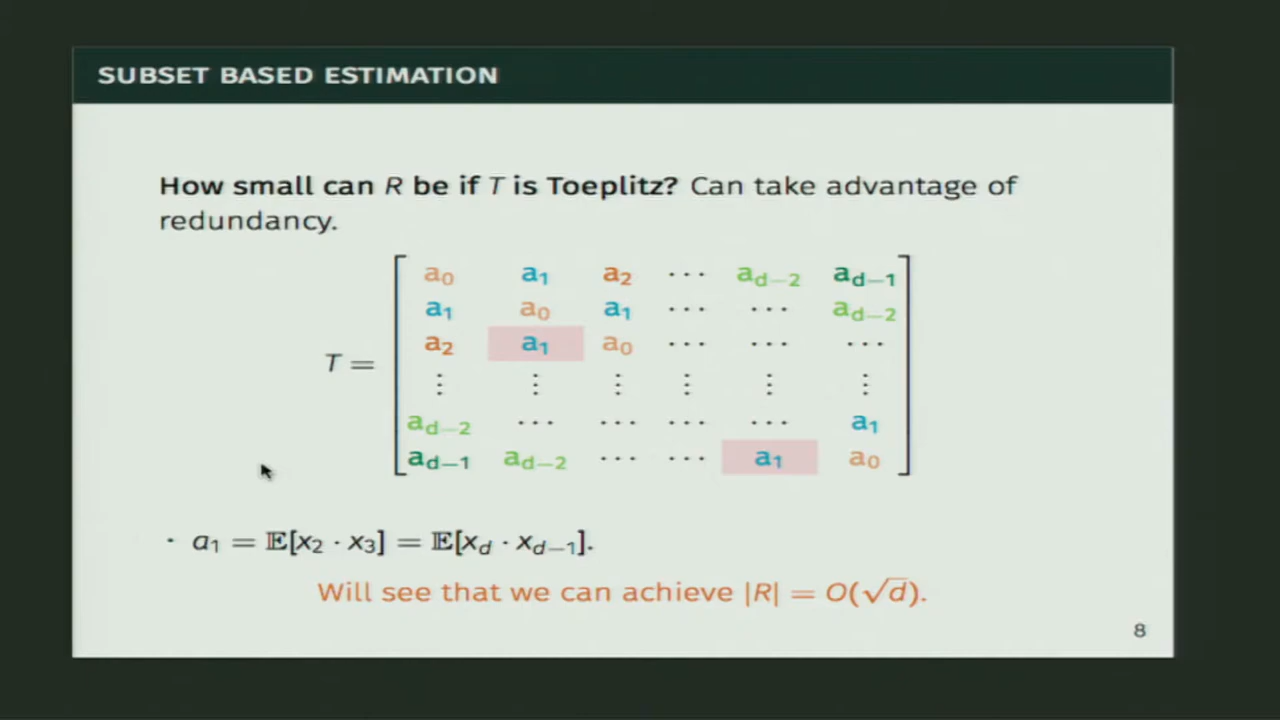 SUBSET BASED ESTIMATION
How small can R be if T is Toeplitz? Can take advantage of
redundancy.
a₀ a₁ a₂ ··· a_{d−2} a_{d−1}
a₁ a₀ a₁ ··· ··· a_{d−2}
a₂ a₁ a₀ ··· ··· ···
T =
⋮ ⋮ ⋮ ⋮ ⋮ ⋮
a_{d−2} ··· ··· ··· ··· a₁
a_{d−1} a_{d−2} ··· ··· a₁ a₀
· a₁ = 𝔼[x₂ · x₃] = 𝔼[x_d · x_{d−1}].
Will see that we can achieve |R| = O(√d).
8